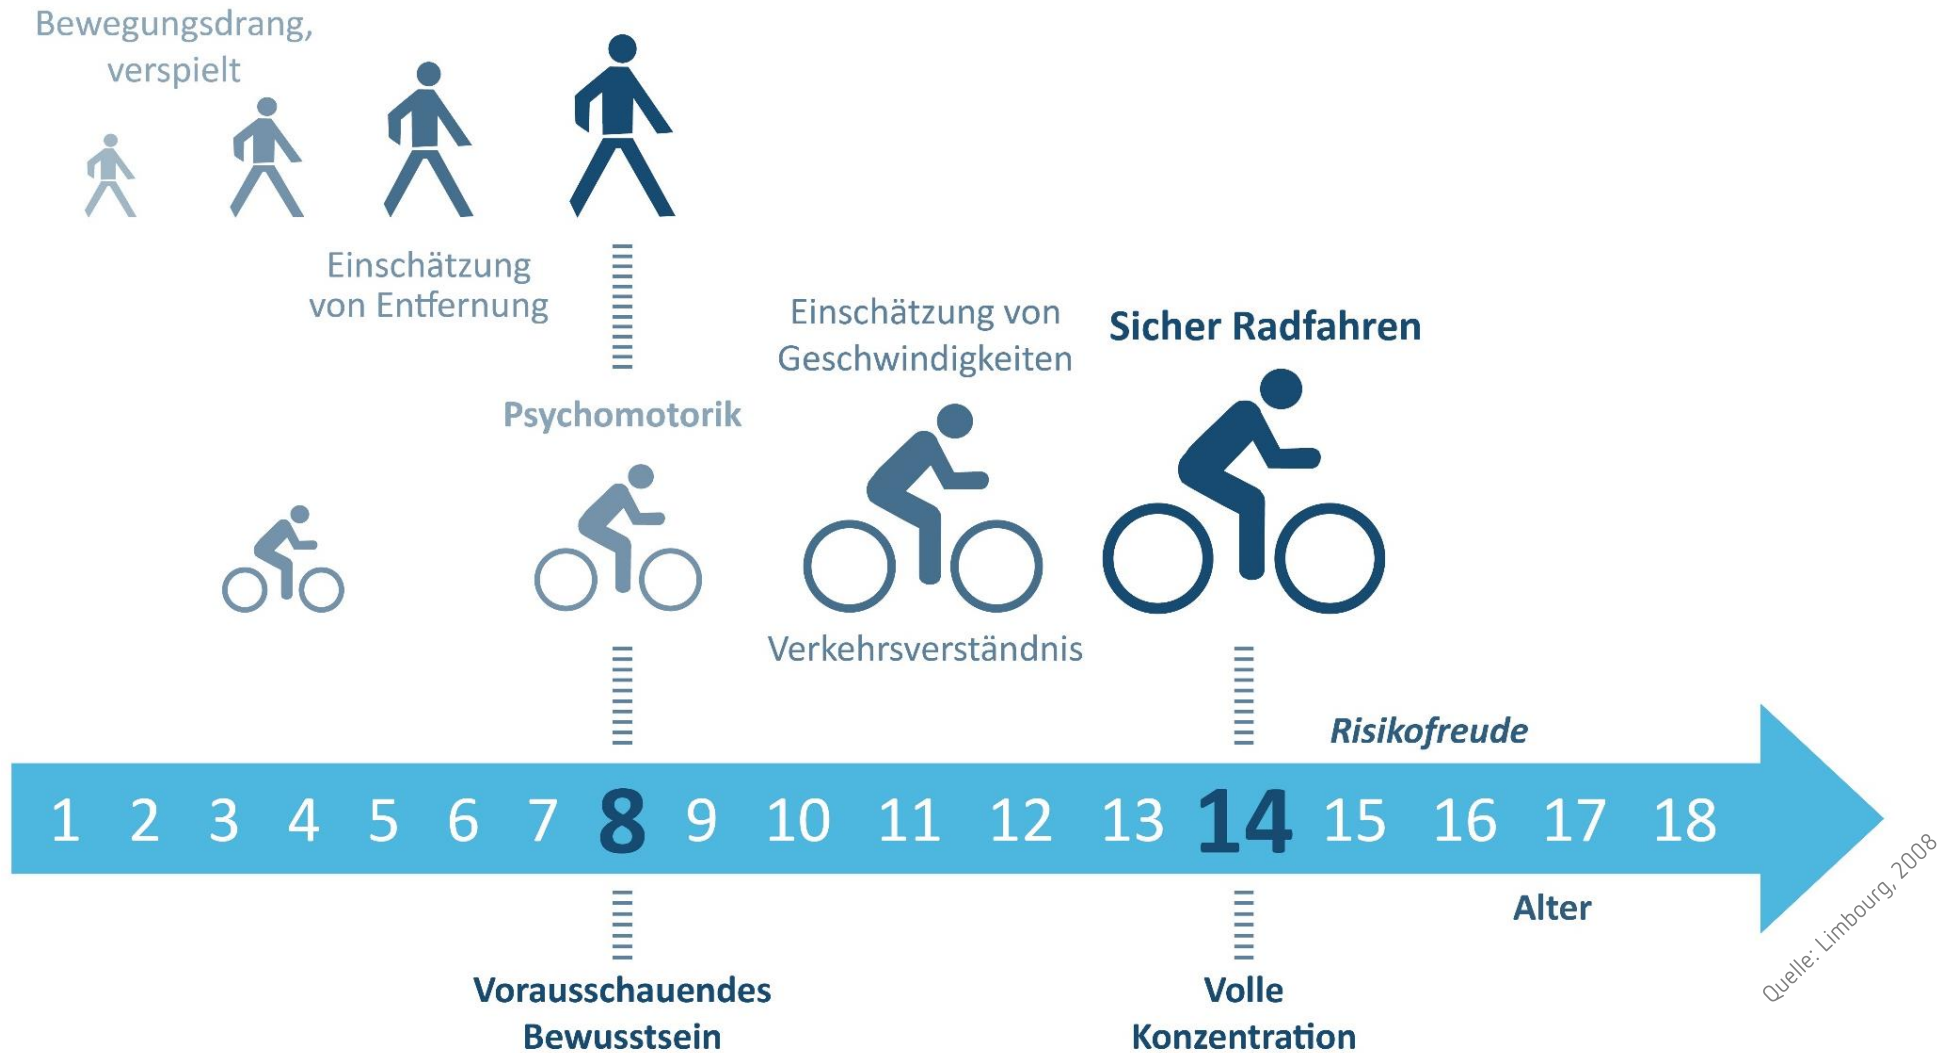 Bewegungsdrang,
verspielt
Einschätzung
von Entfernung
Psychomotorik
Einschätzung von
Geschwindigkeiten
Sicher Radfahren
Verkehrsverständnis
Risikofreude
1 2 3 4 5 6 7 8 9 10 11 12 13 14 15 16 17 18
Alter
Vorausschauendes
Bewusstsein
Volle
Konzentration
Quelle: Limbourg, 2008